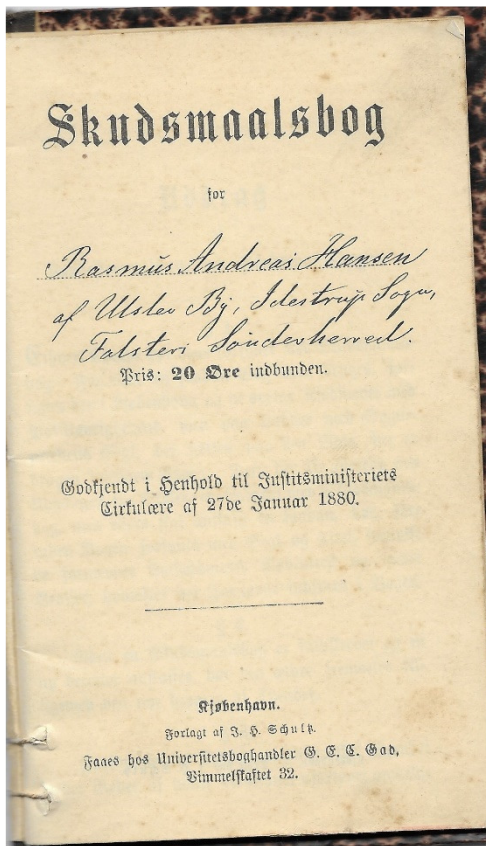 Skudsmaalsbog
for
Rasmus Andreas Hansen
af Ulslev By, Idestrup Sogn,
Falsters Sønderherred.
Pris: 20 Øre indbunden.
Godkjendt i Henhold til Justitsministeriets
Cirkulære af 27de Januar 1880.
Kjøbenhavn.
Forlagt af J. H. Schultz.
Faaes hos Universitetsboghandler G. E. C. Gad,
Vimmelskaftet 32.